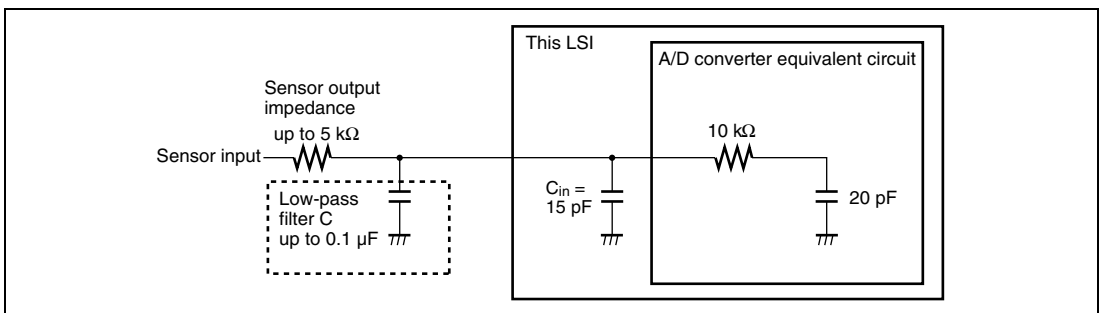 This LSI
A/D converter equivalent circuit
Sensor output
impedance
up to 5 kΩ
10 kΩ
Sensor input
Low-pass
filter C
up to 0.1 µF
Cin =
15 pF
20 pF